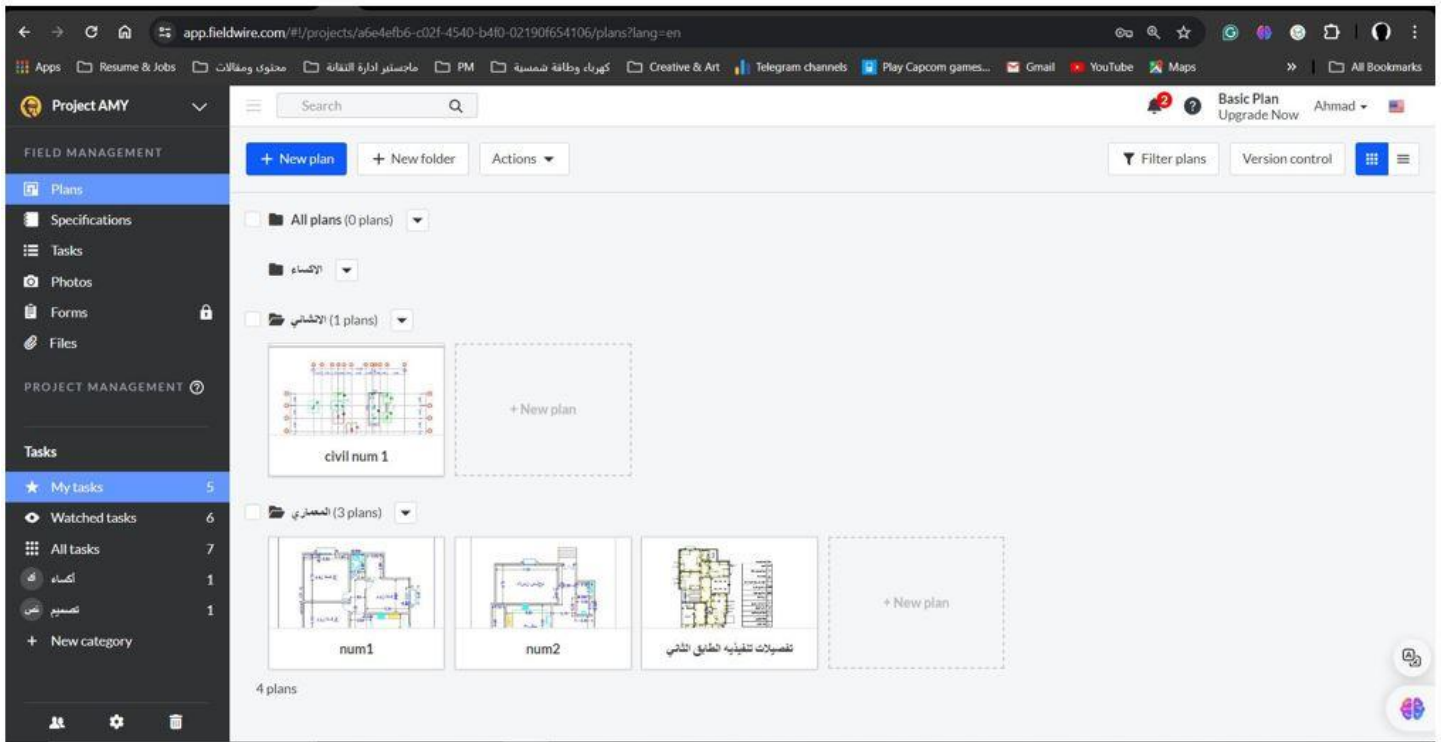 app.fieldwire.com/#!/projects/a6e4efb6-c02f-4540-b4f0-02190f654106/plans?lang=en
Apps Resume & Jobs محتوى ومقالات ماجستير ادارة التقانة PM كهرباء وطاقة شمسية Creative & Art Telegram channels Play Capcom games... Gmail YouTube Maps » All Bookmarks
Project AMY Search 2 Basic Plan
Upgrade Now Ahmad
FIELD MANAGEMENT
+ New plan + New folder Actions Filter plans Version control
Plans
Specifications
All plans (0 plans)
Tasks
الاكساء
Photos
Forms
الانشائي (1 plans)
Files
PROJECT MANAGEMENT
civil num 1
+ New plan
Tasks
My tasks 5
Watched tasks 6
المعماري (3 plans)
All tasks 7
أكساء 1
تصميم 1
+ New category
num1
num2
تفصيلات تنفيذيه الطابق الثاني
+ New plan
4 plans